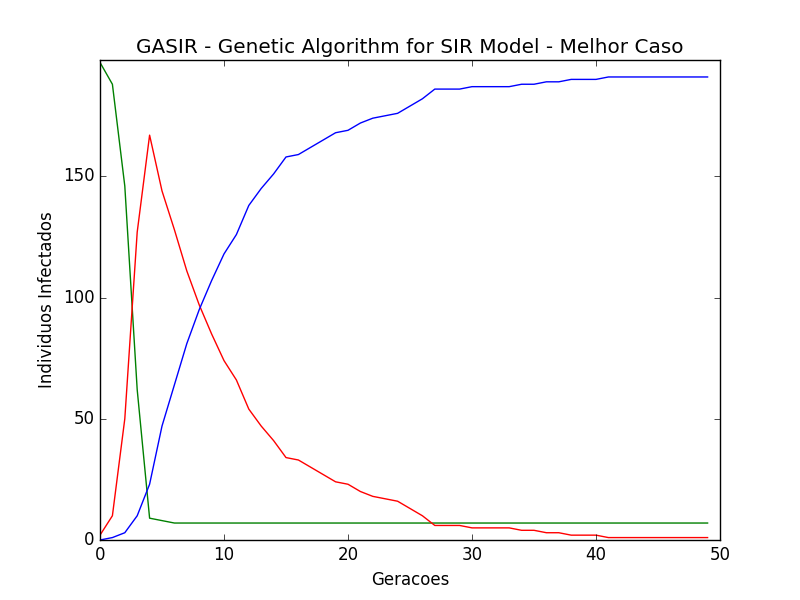 GASIR - Genetic Algorithm for SIR Model - Melhor Caso
Individuos Infectados
150
100
50
0
0 10 20 30 40 50
Geracoes